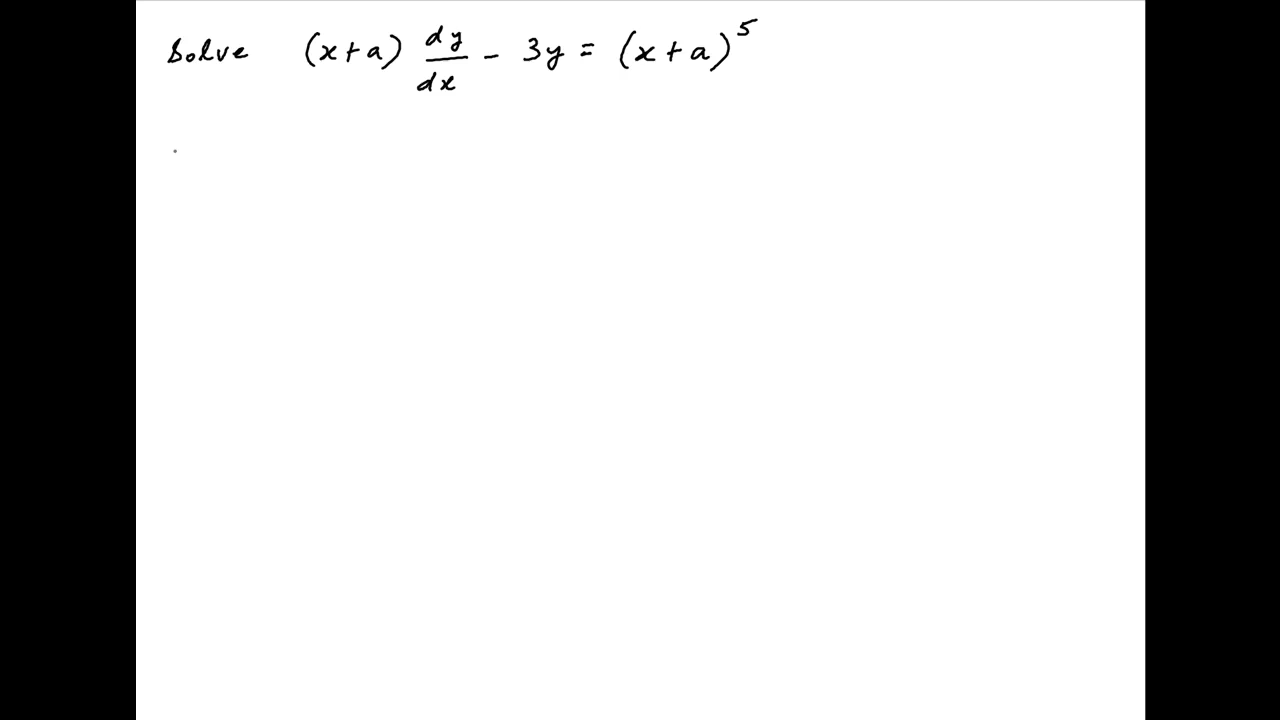 Solve (x+a) dy/dx - 3y = (x+a)^5